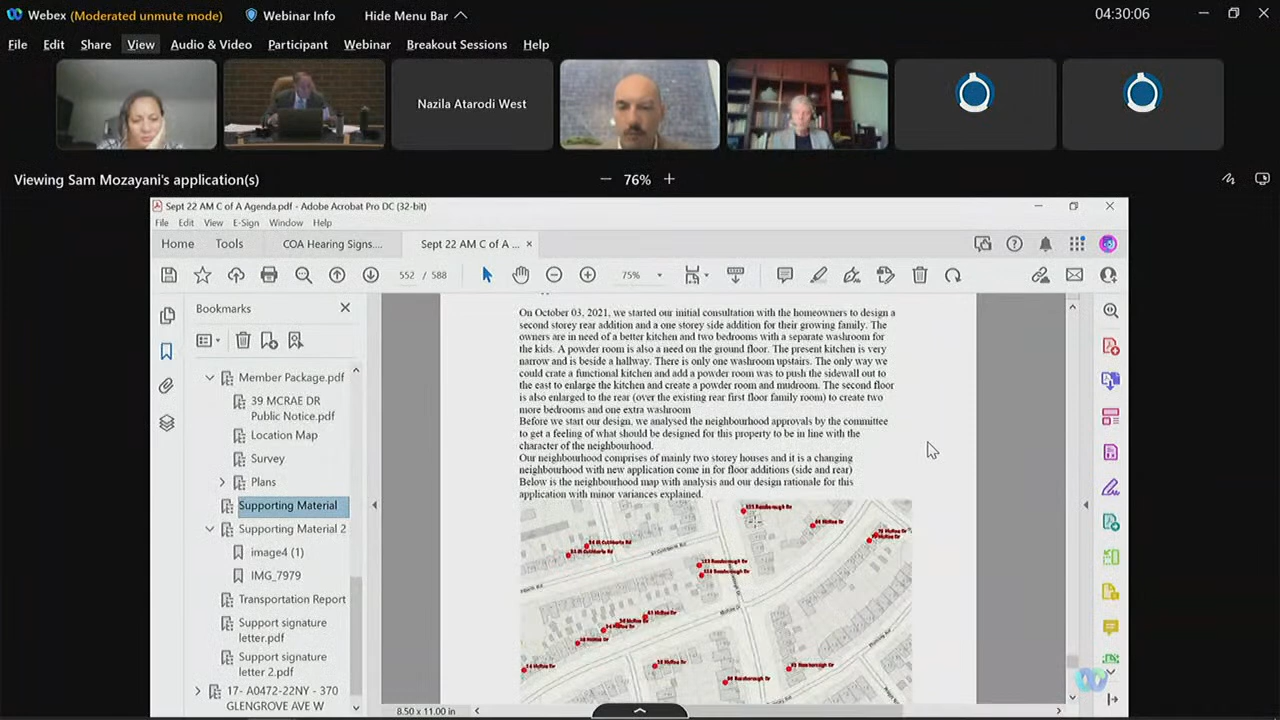 Webex (Moderated unmute mode) Webinar Info Hide Menu Bar 04:30:06
File Edit Share View Audio & Video Participant Webinar Breakout Sessions Help
Nazila Atarodi West
Viewing Sam Mozayani's application(s) 76%
Sept 22 AM C of A Agenda.pdf - Adobe Acrobat Pro DC (32-bit)
File Edit View E-Sign Window Help
Home Tools COA Hearing Signs.... Sept 22 AM C of A ... ×
552 / 588 75%
Bookmarks
Member Package.pdf
39 MCRAE DR
Public Notice.pdf
Location Map
Survey
Plans
Supporting Material
Supporting Material 2
image4 (1)
IMG_7979
Transportation Report
Support signature
letter.pdf
Support signature
letter 2.pdf
17- A0472-22NY - 370
GLENGROVE AVE W
On October 03, 2021, we started our initial consultation with the homeowners to design a
second storey rear addition and a one storey side addition for their growing family. The
owners are in need of a better kitchen and two bedrooms with a separate washroom for
the kids. A powder room is also a need on the ground floor. The present kitchen is very
narrow and is beside a hallway. There is only one washroom upstairs. The only way we
could crate a functional kitchen and add a powder room was to push the sidewall out to
the east to enlarge the kitchen and create a powder room and mudroom. The second floor
is also enlarged to the rear (over the existing rear first floor family room) to create two
more bedrooms and one extra washroom
Before we start our design, we analysed the neighbourhood approvals by the committee
to get a feeling of what should be designed for this property to be in line with the
character of the neighbourhood.
Our neighbourhood comprises of mainly two storey houses and it is a changing
neighbourhood with new application come in for floor additions (side and rear)
Below is the neighbourhood map with analysis and our design rationale for this
application with minor variances explained.
8.50 x 11.00 in